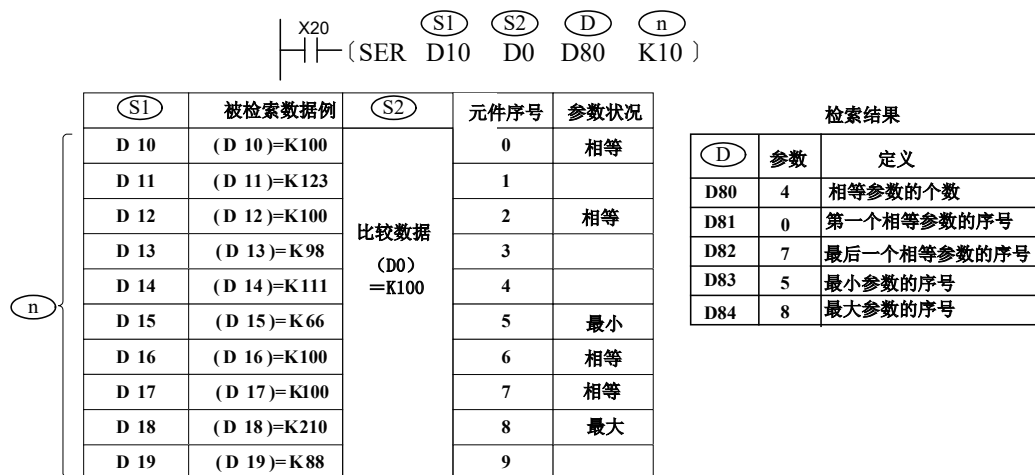 S1 S2 D n
X20
〔SER D10 D0 D80 K10〕
S1 被检索数据例 S2 元件序号 参数状况
D 10 (D 10)=K100 0 相等
D 11 (D 11)=K123 1
D 12 (D 12)=K100 2 相等
D 13 (D 13)=K98 3
D 14 (D 14)=K111 4
D 15 (D 15)=K66 5 最小
D 16 (D 16)=K100 6 相等
D 17 (D 17)=K100 7 相等
D 18 (D 18)=K210 8 最大
D 19 (D 19)=K88 9
比较数据
(D0)
=K100
n
检索结果
D 参数 定义
D80 4 相等参数的个数
D81 0 第一个相等参数的序号
D82 7 最后一个相等参数的序号
D83 5 最小参数的序号
D84 8 最大参数的序号